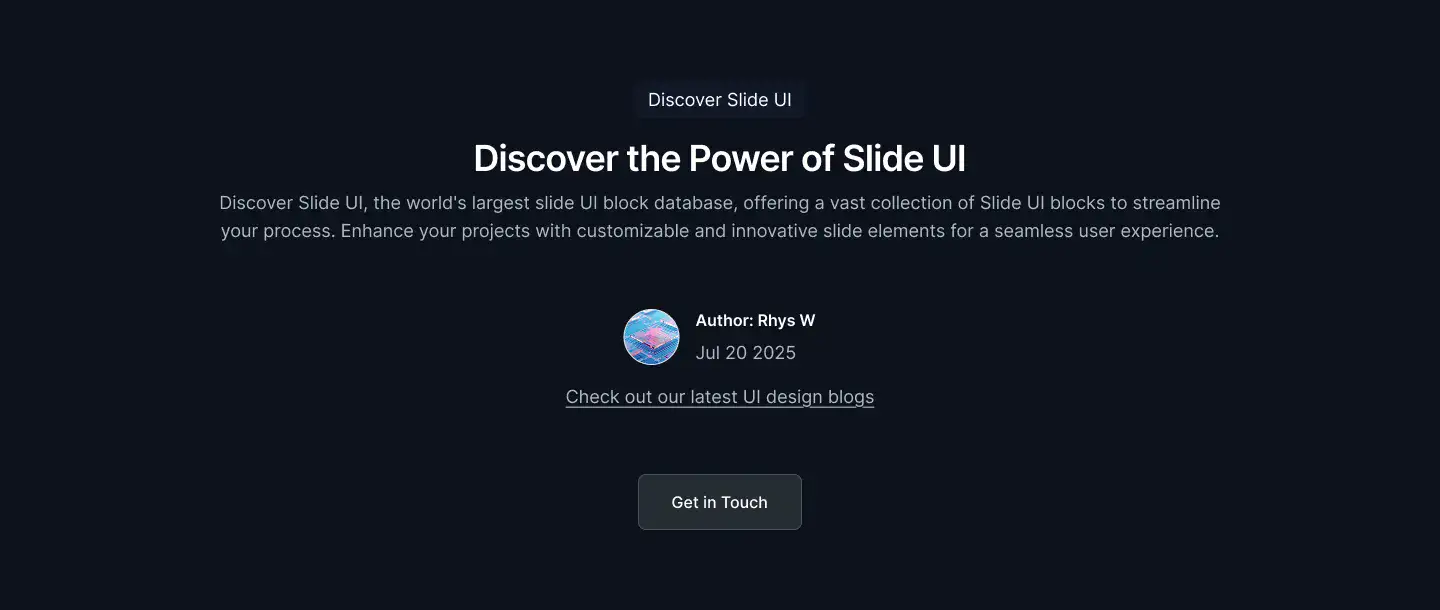 Discover Slide UI
Discover the Power of Slide UI
Discover Slide UI, the world's largest slide UI block database, offering a vast collection of Slide UI blocks to streamline
your process. Enhance your projects with customizable and innovative slide elements for a seamless user experience.
Author: Rhys W
Jul 20 2025
Check out our latest UI design blogs
Get in Touch